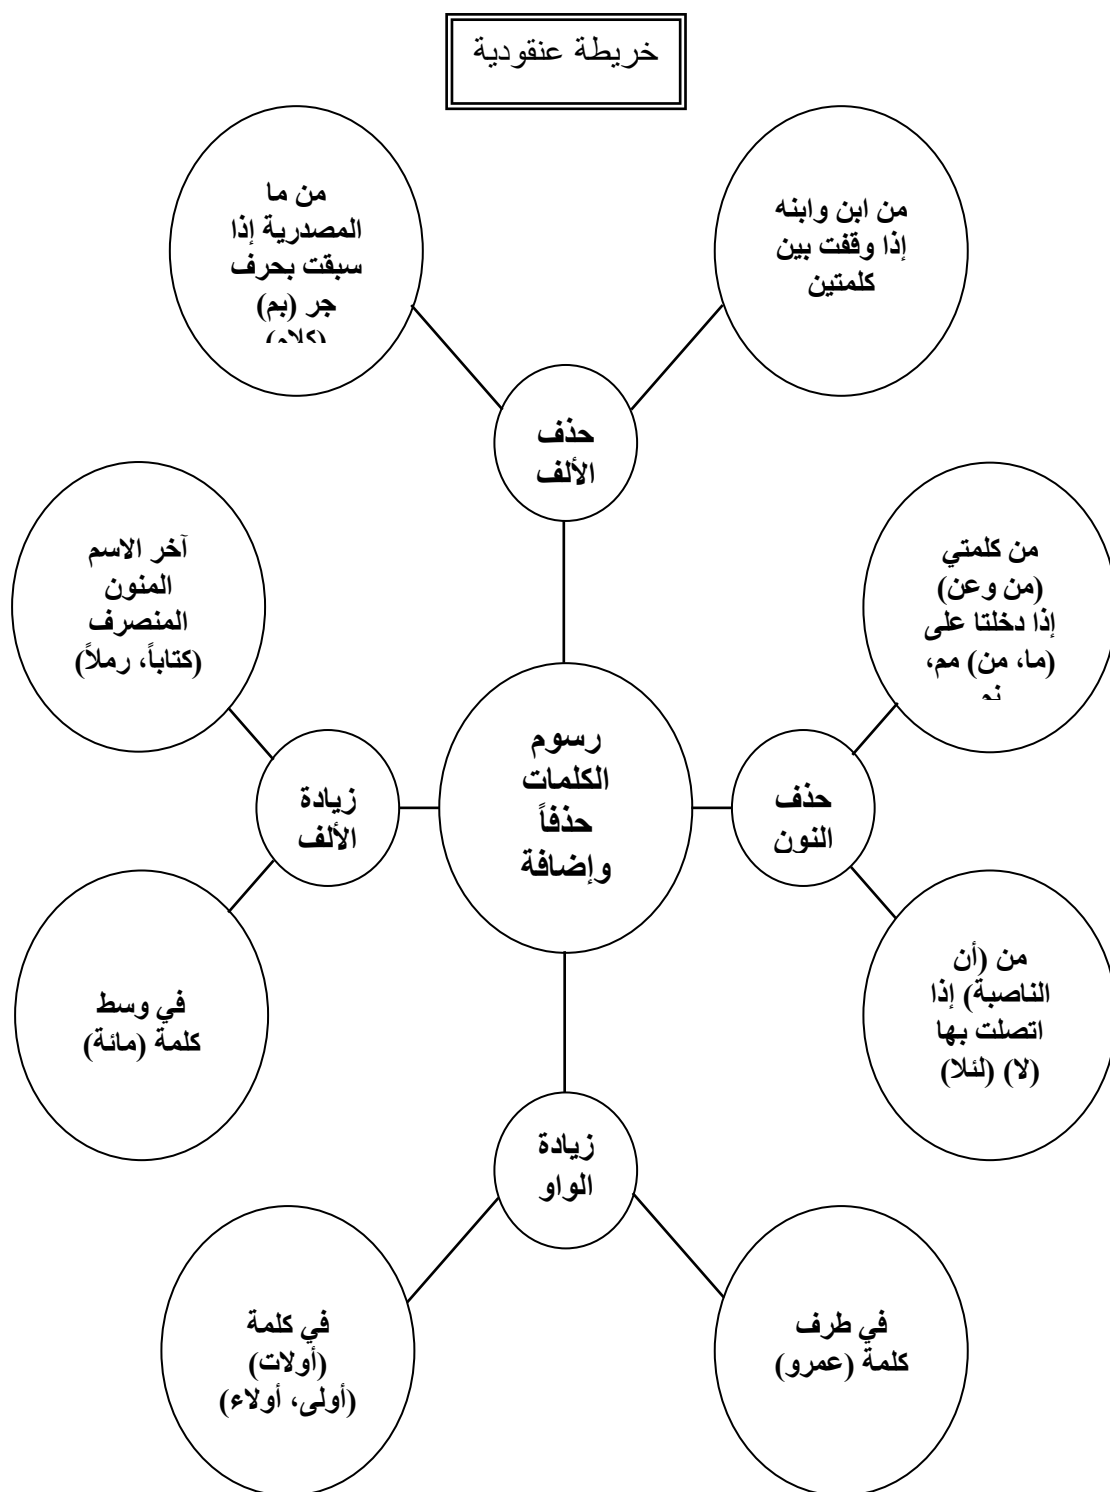 خريطة عنقودية
من ابن وابنه
إذا وقفت بين
كلمتين
من ما
المصدرية إذا
سبقت بحرف
جر (بم)
حذف
الألف
من كلمتي
(من وعن)
إذا دخلتا على
(ما، من) مم،
آخر الاسم
المنون
المنصرف
(كتاباً، رملاً)
رسوم
الكلمات
حذفاً
وإضافة
حذف
النون
زيادة
الألف
من (أن
الناصبة) إذا
اتصلت بها
(لا) (لئلا)
في وسط
كلمة (مائة)
زيادة
الواو
في طرف
كلمة (عمرو)
في كلمة
(أولات)
(أولى، أولاء)